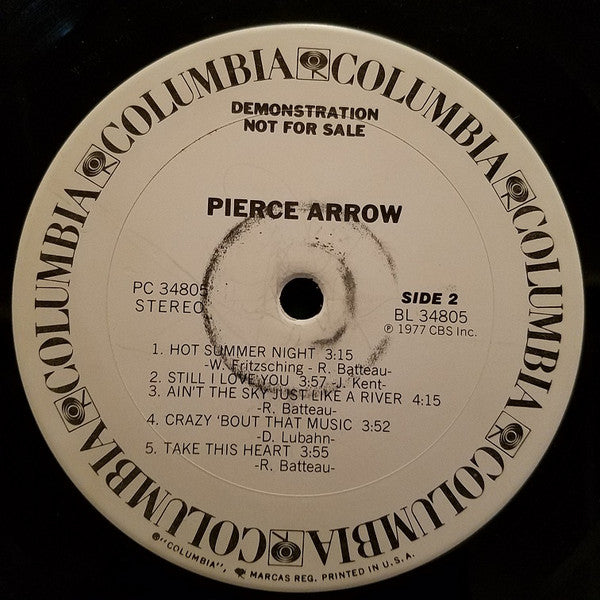 COLUMBIA COLUMBIA COLUMBIA COLUMBIA COLUMBIA COLUMBIA COLUMBIA
DEMONSTRATION
NOT FOR SALE
PIERCE ARROW
PC 34805
STEREO
SIDE 2
BL 34805
℗ 1977 CBS Inc.
1. HOT SUMMER NIGHT 3:15
-W. Fritzsching - R. Batteau-
2. STILL I LOVE YOU 3:57 -J. Kent-
3. AIN'T THE SKY JUST LIKE A RIVER 4:15
-R. Batteau-
4. CRAZY 'BOUT THAT MUSIC 3:52
-D. Lubahn-
5. TAKE THIS HEART 3:55
-R. Batteau-
®"COLUMBIA", MARCAS REG. PRINTED IN U.S.A.